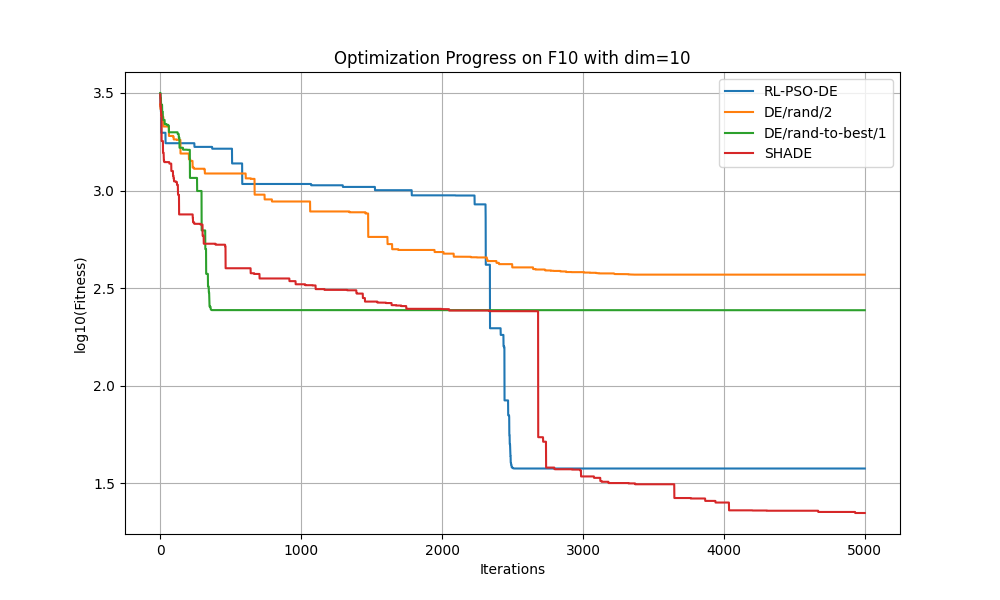 Optimization Progress on F10 with dim=10
RL-PSO-DE
DE/rand/2
DE/rand-to-best/1
SHADE
log10(Fitness)
3.5
3.0
2.5
2.0
1.5
0 1000 2000 3000 4000 5000
Iterations